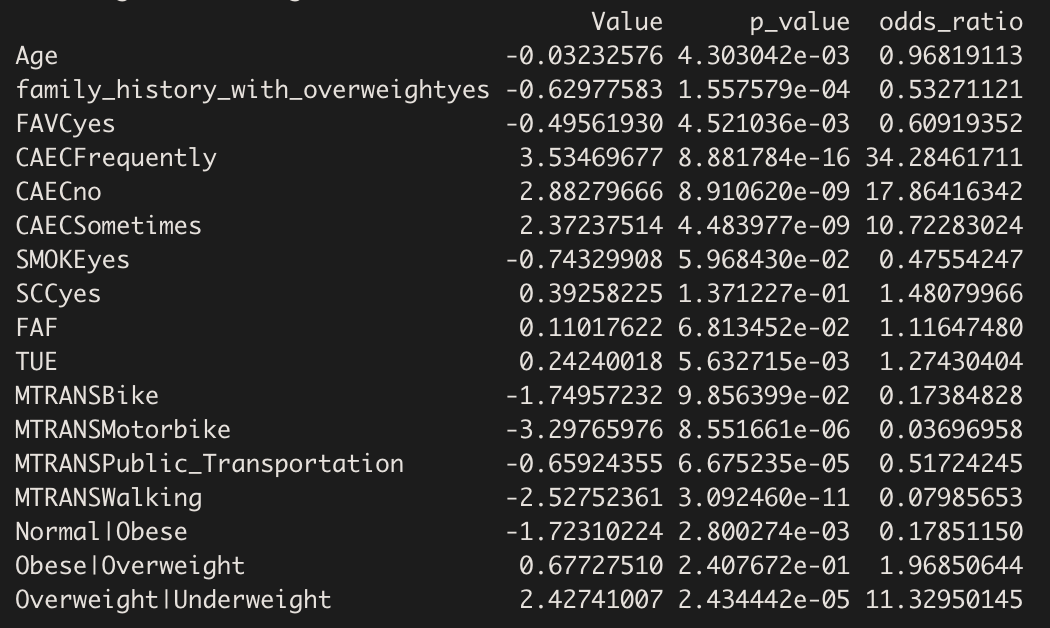 Value p_value odds_ratio
Age -0.03232576 4.303042e-03 0.96819113
family_history_with_overweightyes -0.62977583 1.557579e-04 0.53271121
FAVCyes -0.49561930 4.521036e-03 0.60919352
CAECFrequently 3.53469677 8.881784e-16 34.28461711
CAECno 2.88279666 8.910620e-09 17.86416342
CAECSometimes 2.37237514 4.483977e-09 10.72283024
SMOKEyes -0.74329908 5.968430e-02 0.47554247
SCCyes 0.39258225 1.371227e-01 1.48079966
FAF 0.11017622 6.813452e-02 1.11647480
TUE 0.24240018 5.632715e-03 1.27430404
MTRANSBike -1.74957232 9.856399e-02 0.17384828
MTRANSMotorbike -3.29765976 8.551661e-06 0.03696958
MTRANSPublic_Transportation -0.65924355 6.675235e-05 0.51724245
MTRANSWalking -2.52752361 3.092460e-11 0.07985653
Normal|Obese -1.72310224 2.800274e-03 0.17851150
Obese|Overweight 0.67727510 2.407672e-01 1.96850644
Overweight|Underweight 2.42741007 2.434442e-05 11.32950145